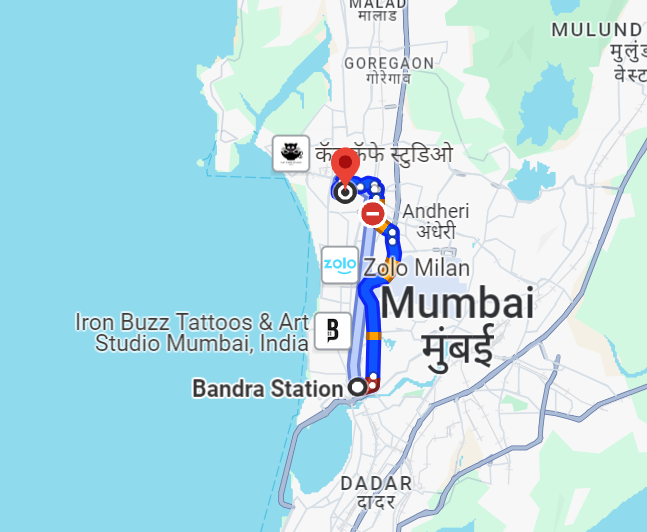 MALAD
मालाड
MULUND
मुलुंड
वेस्ट
GOREGAON
गोरेगाव
कॅफे स्टुडिओ
Andheri
अंधेरी
zolo
Zolo Milan
Mumbai
मुंबई
Iron Buzz Tattoos & Art
Studio Mumbai, India
B
Bandra Station
DADAR
दादर